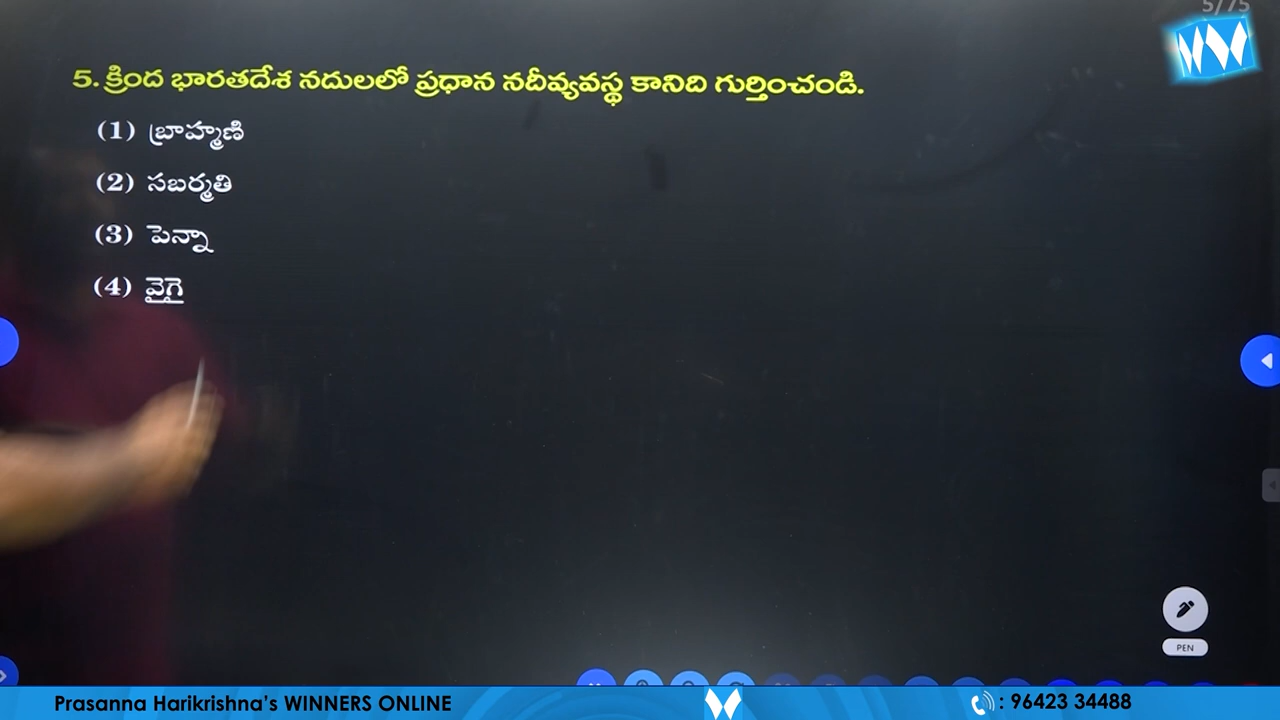 5/75
5. క్రింద భారతదేశ నదులలో ప్రధాన నదీవ్యవస్థ కానిది గుర్తించండి.
(1) బ్రాహ్మణి
(2) సబర్మతి
(3) పెన్నా
(4) వైగై
PEN
Prasanna Harikrishna's WINNERS ONLINE
: 96423 34488